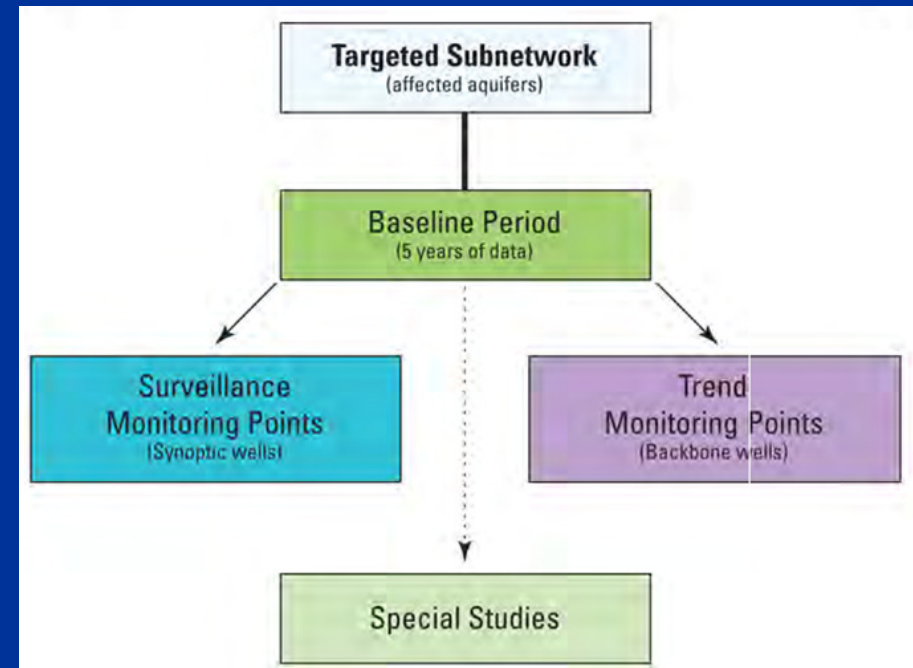 Targeted Subnetwork
(affected aquifers)
Baseline Period
(5 years of data)
Surveillance
Monitoring Points
(Synoptic wells)
Trend
Monitoring Points
(Backbone wells)
Special Studies